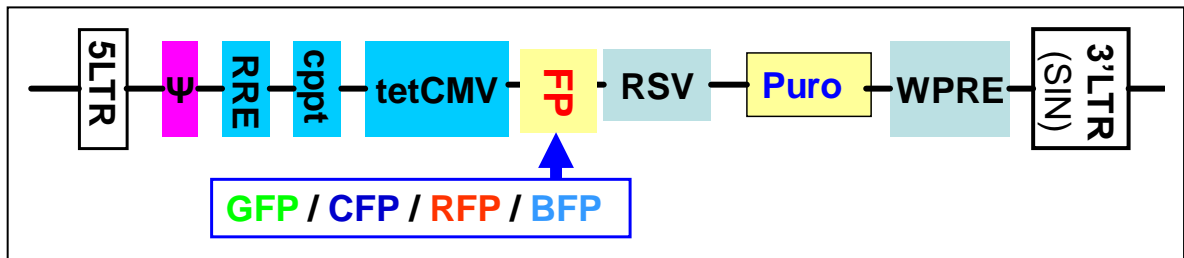 5LTR
Ψ
RRE
cppt
tetCMV
FP
RSV
Puro
WPRE
3'LTR
(SIN)
GFP / CFP / RFP / BFP